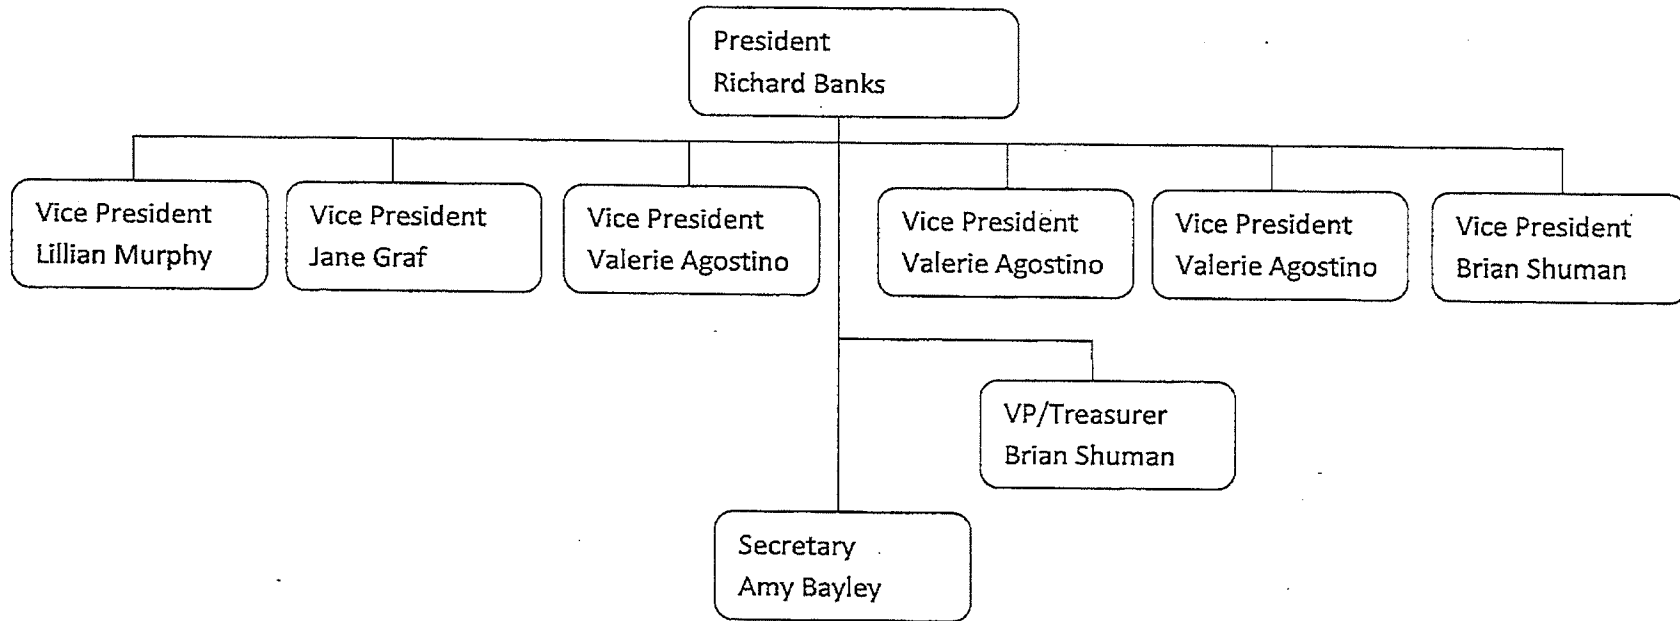 President
Richard Banks
Vice President
Lillian Murphy
Vice President
Jane Graf
Vice President
Valerie Agostino
Vice President
Valerie Agostino
Vice President
Valerie Agostino
Vice President
Brian Shuman
VP/Treasurer
Brian Shuman
Secretary
Amy Bayley